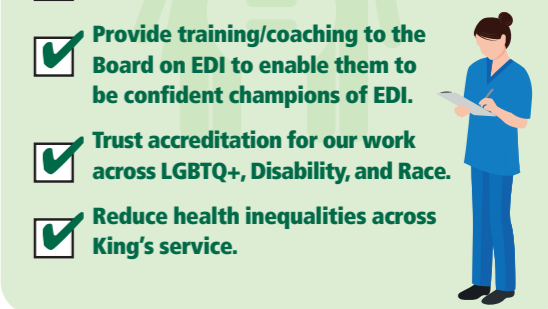 Provide training/coaching to the
Board on EDI to enable them to
be confident champions of EDI.
Trust accreditation for our work
across LGBTQ+, Disability, and Race.
Reduce health inequalities across
King’s service.